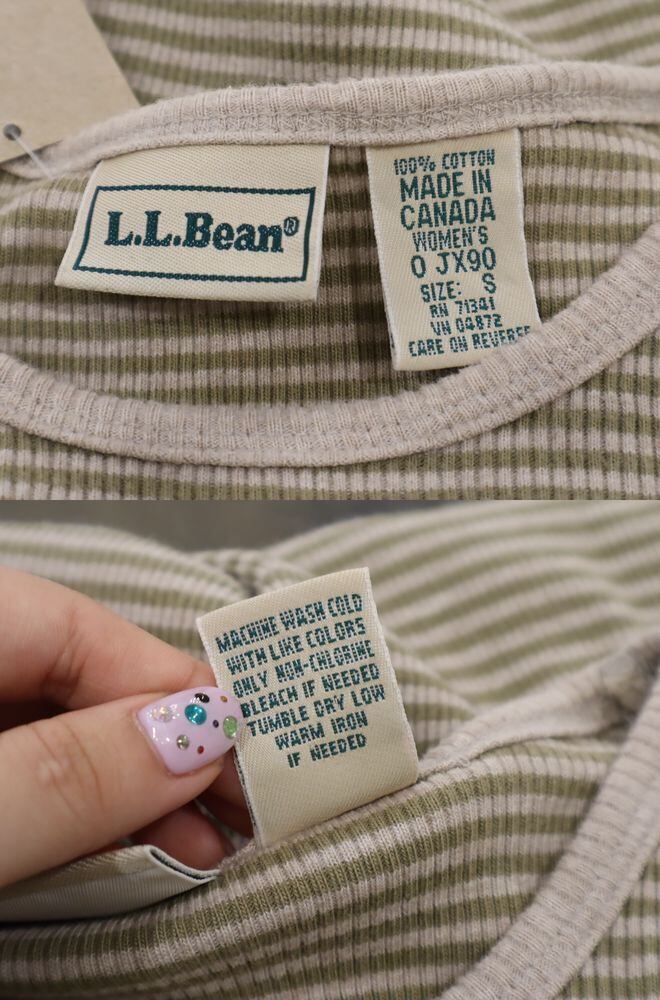 L.L.Bean®
100% COTTON
MADE IN
CANADA
WOMEN'S
0 JX90
SIZE: S
RN 71341
VN 04872
CARE ON REVERSE
MACHINE WASH COLD
WITH LIKE COLORS
ONLY NON-CHLORINE
BLEACH IF NEEDED
TUMBLE DRY LOW
WARM IRON
IF NEEDED